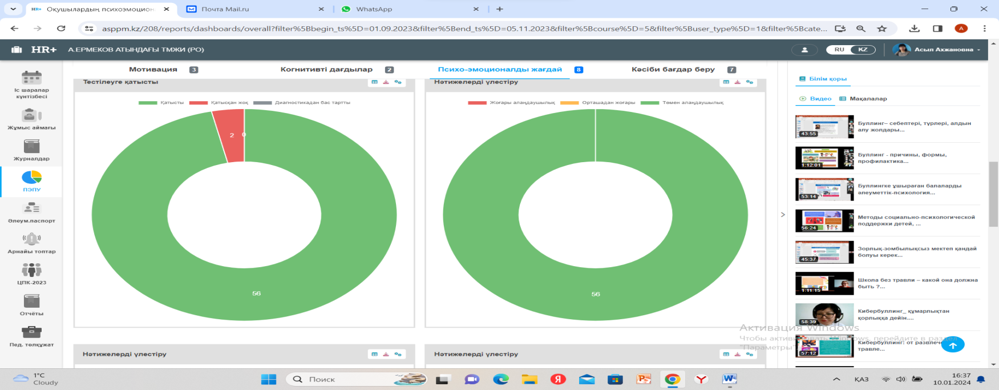 Оқушылардың психоэмоцион
Почта Mail.ru
WhatsApp
asppm.kz/208/reports/dashboards/overall?filter%5Bbegin_ts%5D=01.09.2023&filter%5Bend_ts%5D=05.11.2023&filter%5Bcourse%5D=5&filter%5Buser_type%5D=1&filter%5Bcate...
A
HR+ А.ЕРМЕКОВ АТЫНДАҒЫ ТМЖИ (РО)
RU KZ
Асыл Ахжановна
Іс шаралар
күнтізбесі
Жұмыс аймағы
Журналдар
ПЭПУ
Әлеум.паспорт
Арнайы топтар
ЦПК-2023
Отчёты
Пед. төлқұжат
Мотивация 3
Когнитивті дағдылар 2
Психо-эмоционалды жағдай 8
Кәсіби бағдар беру 7
Тестілеуге қатысты
Қатысты Қатысқан жоқ Диагностикадан бас тартты
2 0
56
Нәтижелерді үлестіру
Жоғары алаңдаушылық Орташадан жоғары Төмен алаңдаушылық
56
Нәтижелерді үлестіру
Нәтижелерді үлестіру
Білім қоры
Видео Мақалалар
43:55
Буллинг– себептері, түрлері, алдын
алу жолдары...
1:12:01
Буллинг - причины, формы,
профилактика...
53:14
Буллингке ұшыраған балаларды
әлеуметтік-психология...
56:24
Методы социально-психологической
поддержки детей, ...
45:37
Зорлық-зомбылықсыз мектеп қандай
болуы керек...
1:11:15
Школа без травли – какой она должна
быть ?...
58:39
Кибербуллинг_ құмарлықтан
қорлыққа дейін....
57:12
Кибербуллинг: от развлеч
травле...
Активация Windows
Чтобы активировать Windows, перейдите в раздел
"Параметры".
1°C
Cloudy
Поиск
ҚАЗ
16:37
10.01.2024